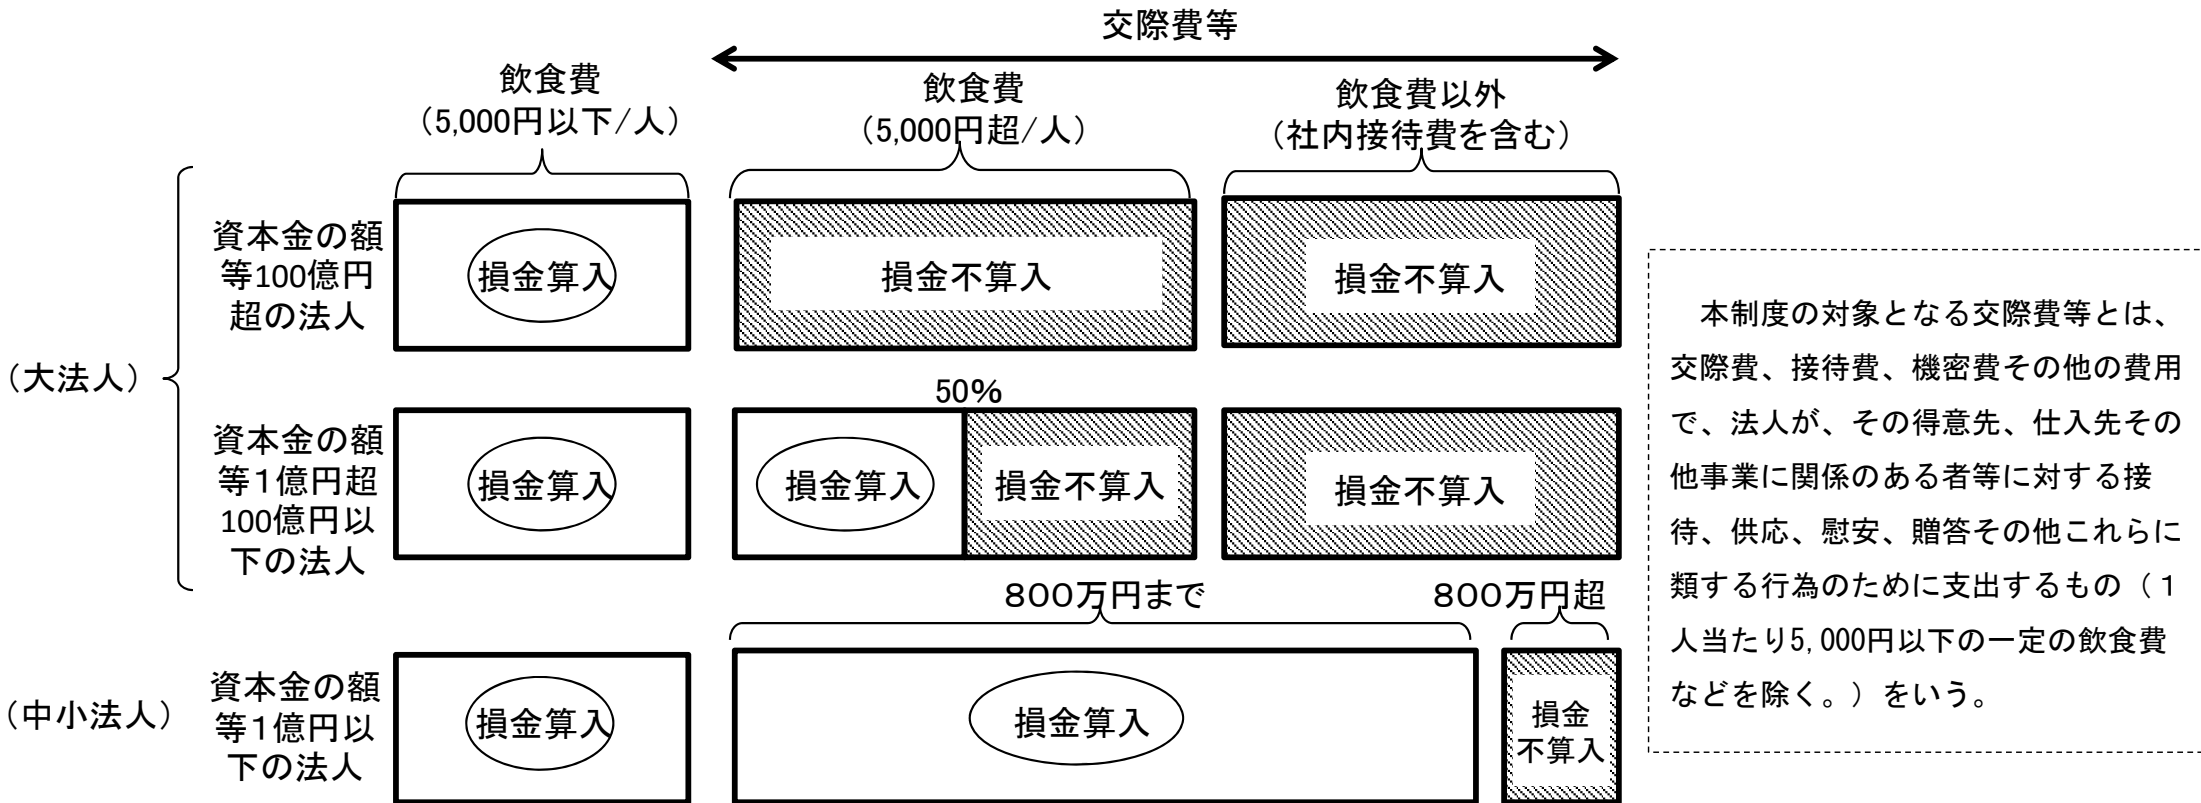 交際費等
飲食費
（5,000円以下/人）
飲食費
（5,000円超/人）
飲食費以外
（社内接待費を含む）
（大法人）
資本金の額
等100億円
超の法人
損金算入
損金不算入
損金不算入
資本金の額
等１億円超
100億円以
下の法人
損金算入
50%
損金算入
損金不算入
損金不算入
（中小法人）
資本金の額
等１億円以
下の法人
損金算入
８００万円まで
損金算入
８００万円超
損金
不算入
本制度の対象となる交際費等とは、
交際費、接待費、機密費その他の費用
で、法人が、その得意先、仕入先その
他事業に関係のある者等に対する接
待、供応、慰安、贈答その他これらに
類する行為のために支出するもの（１
人当たり5,000円以下の一定の飲食費
などを除く。）をいう。